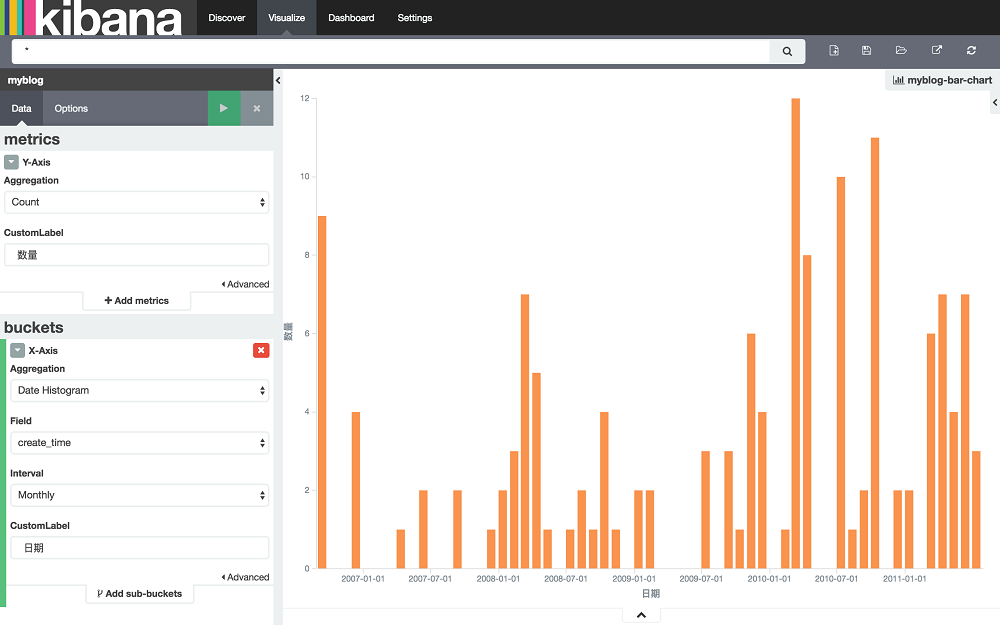 kibana
Discover Visualize Dashboard Settings
*
myblog
Data Options
metrics
Y-Axis
Aggregation
Count
CustomLabel
数量
Advanced
Add metrics
buckets
X-Axis
Aggregation
Date Histogram
Field
create_time
Interval
Monthly
CustomLabel
日期
Advanced
Add sub-buckets
myblog-bar-chart
12
10
8
6
4
2
0
数量
2007-01-01 2007-07-01 2008-01-01 2008-07-01 2009-01-01 2009-07-01 2010-01-01 2010-07-01 2011-01-01
日期